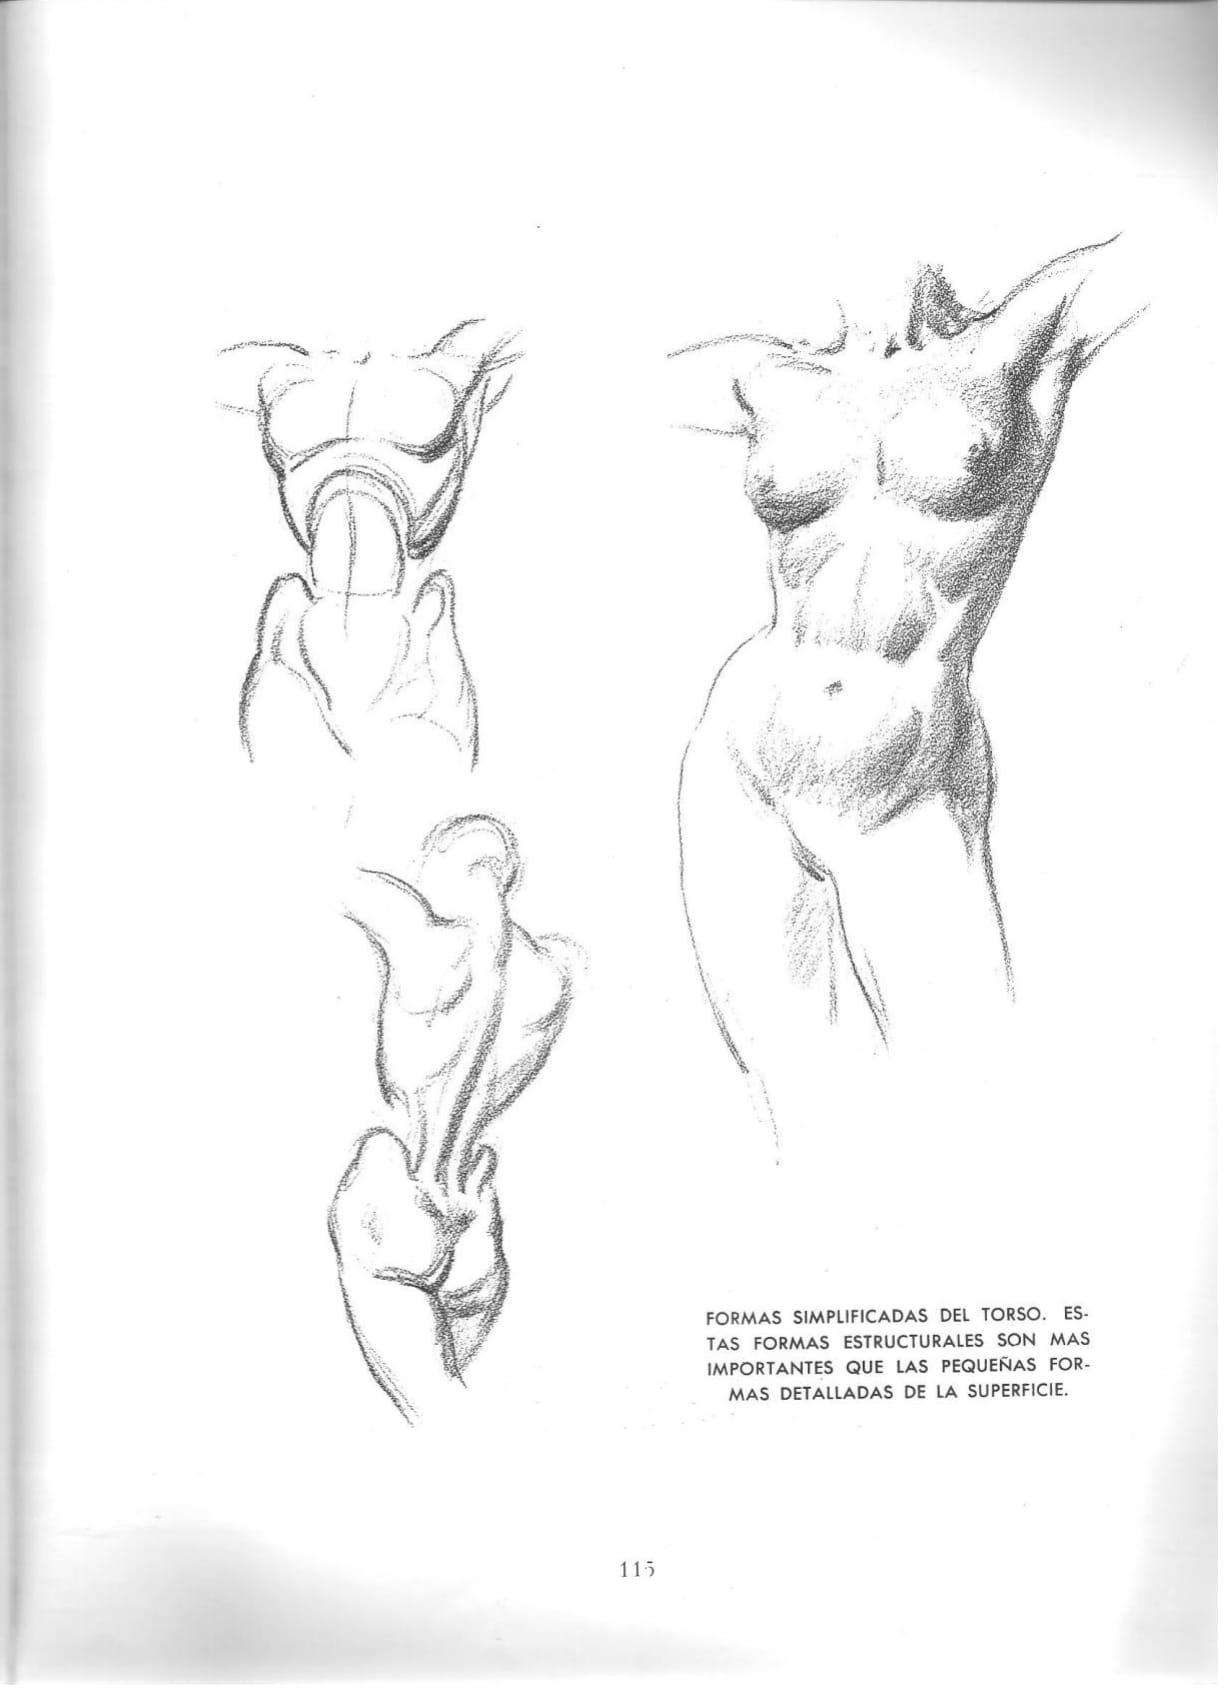 FORMAS SIMPLIFICADAS DEL TORSO. ES-
TAS FORMAS ESTRUCTURALES SON MAS
IMPORTANTES QUE LAS PEQUEÑAS FOR-
MAS DETALLADAS DE LA SUPERFICIE.
115